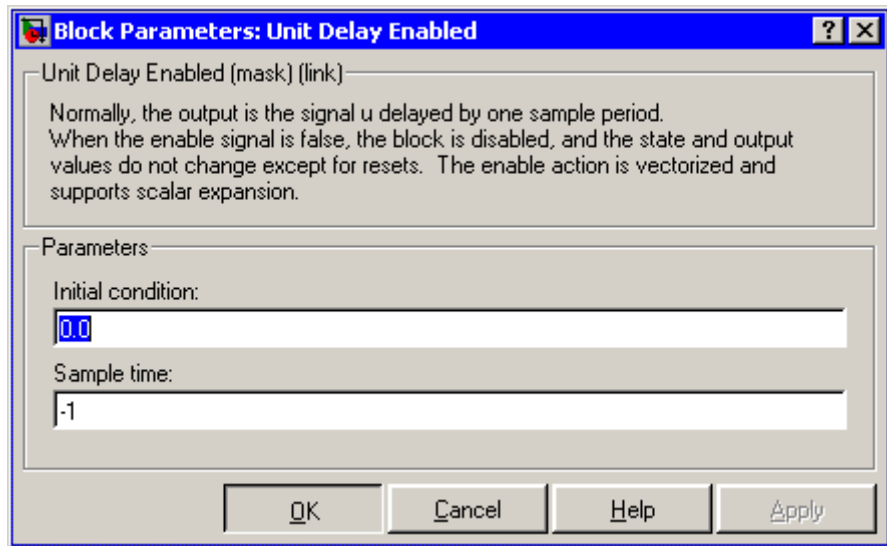 Block Parameters: Unit Delay Enabled
Unit Delay Enabled (mask) (link)
Normally, the output is the signal u delayed by one sample period.
When the enable signal is false, the block is disabled, and the state and output
values do not change except for resets.  The enable action is vectorized and
supports scalar expansion.
Parameters
Initial condition:
0.0
Sample time:
-1
OK Cancel Help Apply